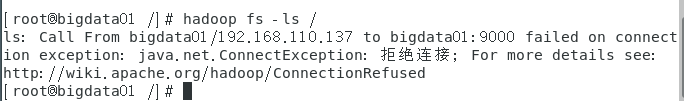 [root@bigdata01 /]# hadoop fs -ls /
ls: Call From bigdata01/192.168.110.137 to bigdata01:9000 failed on connect
ion exception: java.net.ConnectException: 拒绝连接; For more details see:
http://wiki.apache.org/hadoop/ConnectionRefused
[root@bigdata01 /]#